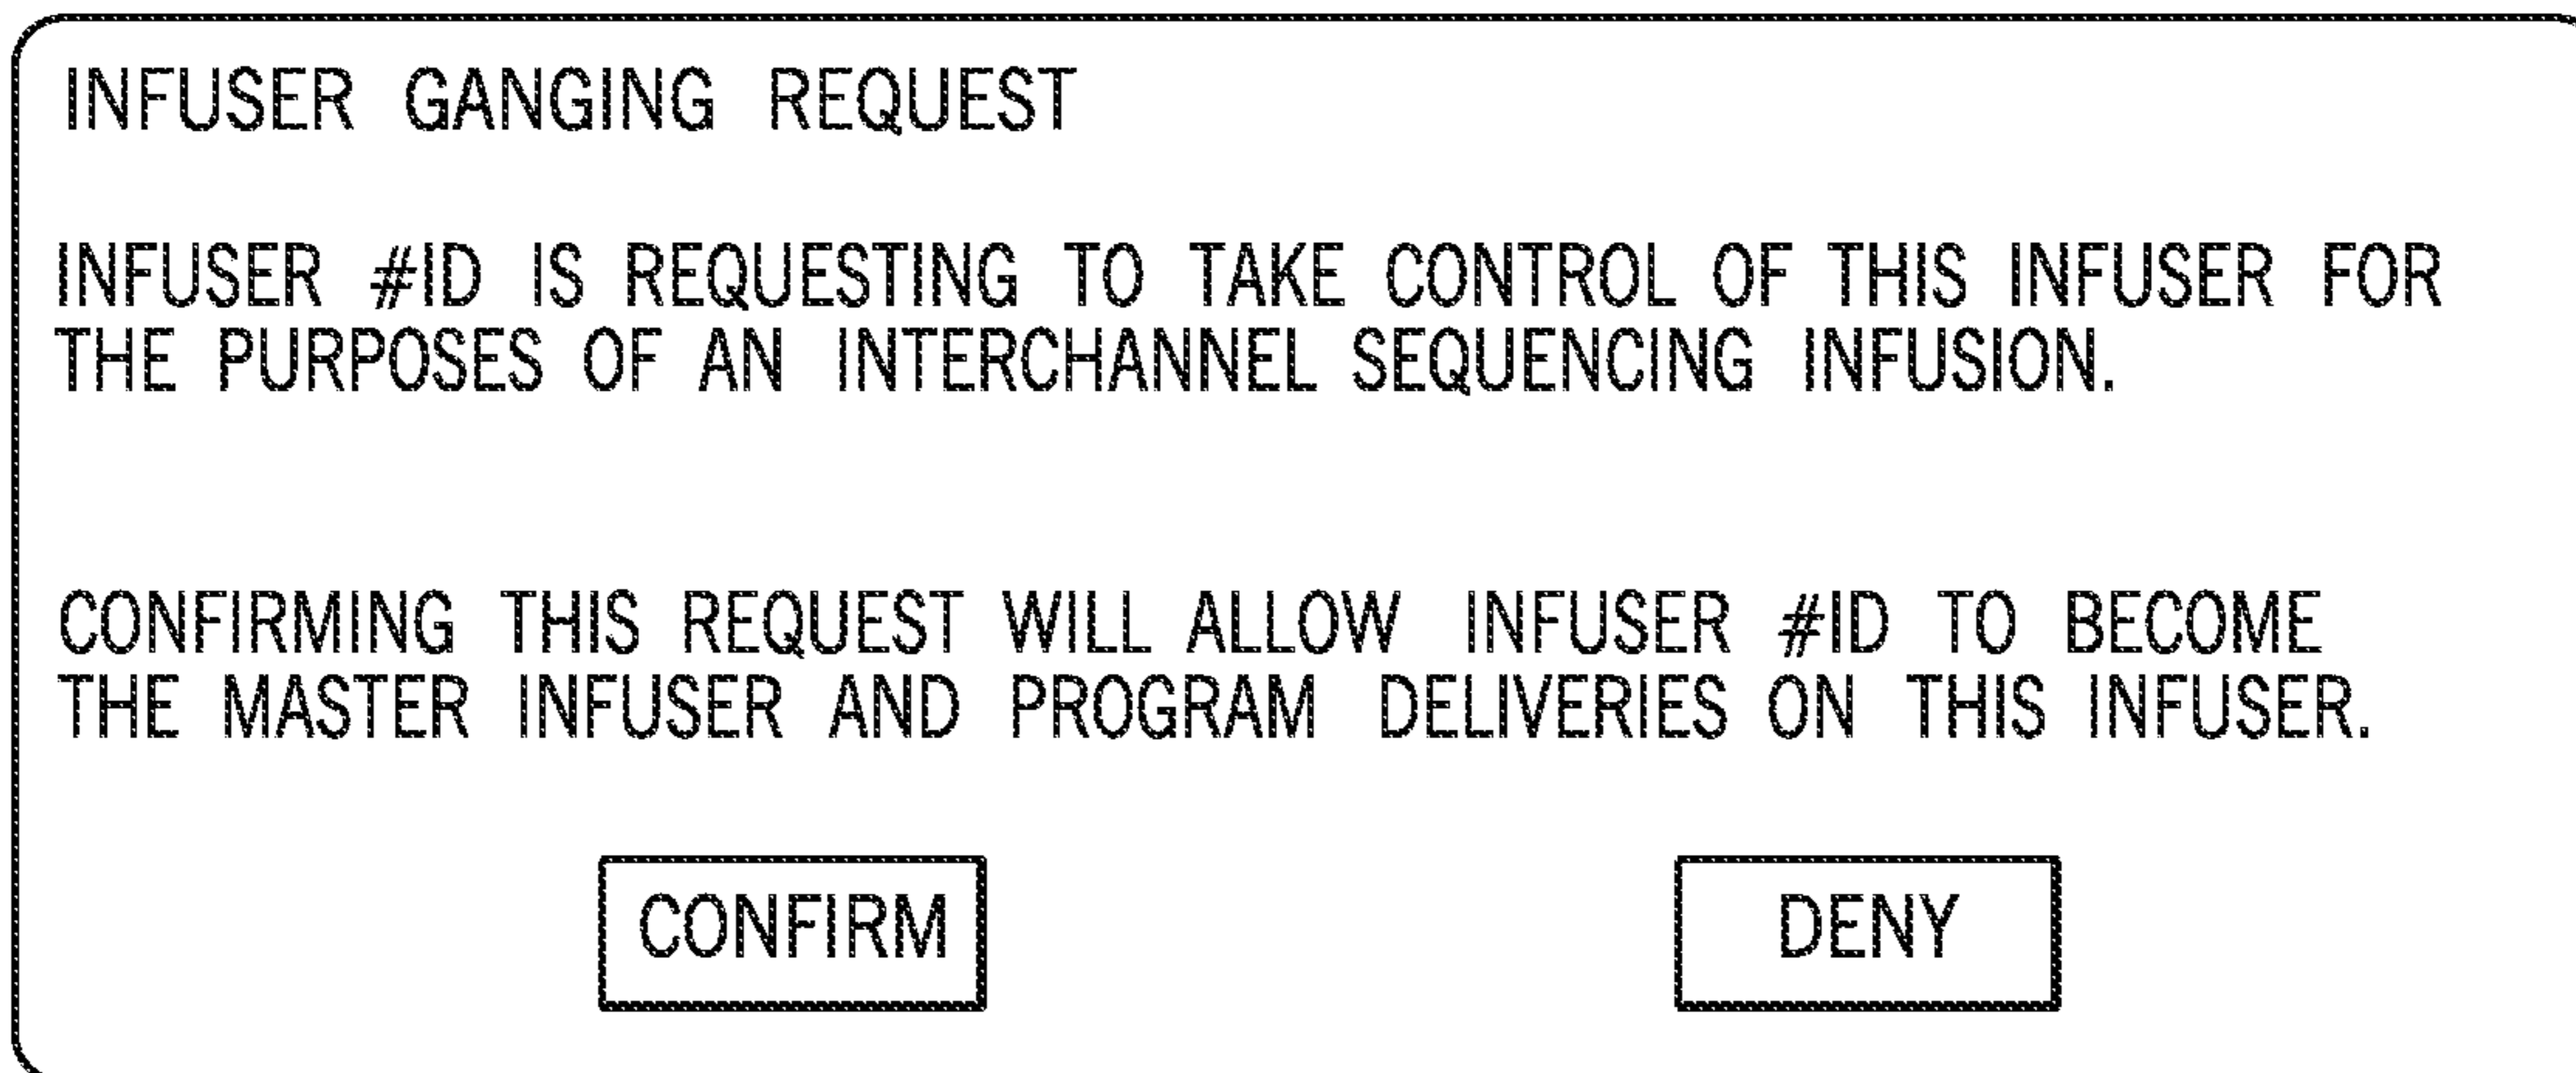 INFUSER GANGING REQUEST
INFUSER #ID IS REQUESTING TO TAKE CONTROL OF THIS INFUSER FOR
THE PURPOSES OF AN INTERCHANNEL SEQUENCING INFUSION.
CONFIRMING THIS REQUEST WILL ALLOW INFUSER #ID TO BECOME
THE MASTER INFUSER AND PROGRAM DELIVERIES ON THIS INFUSER.
CONFIRM
DENY